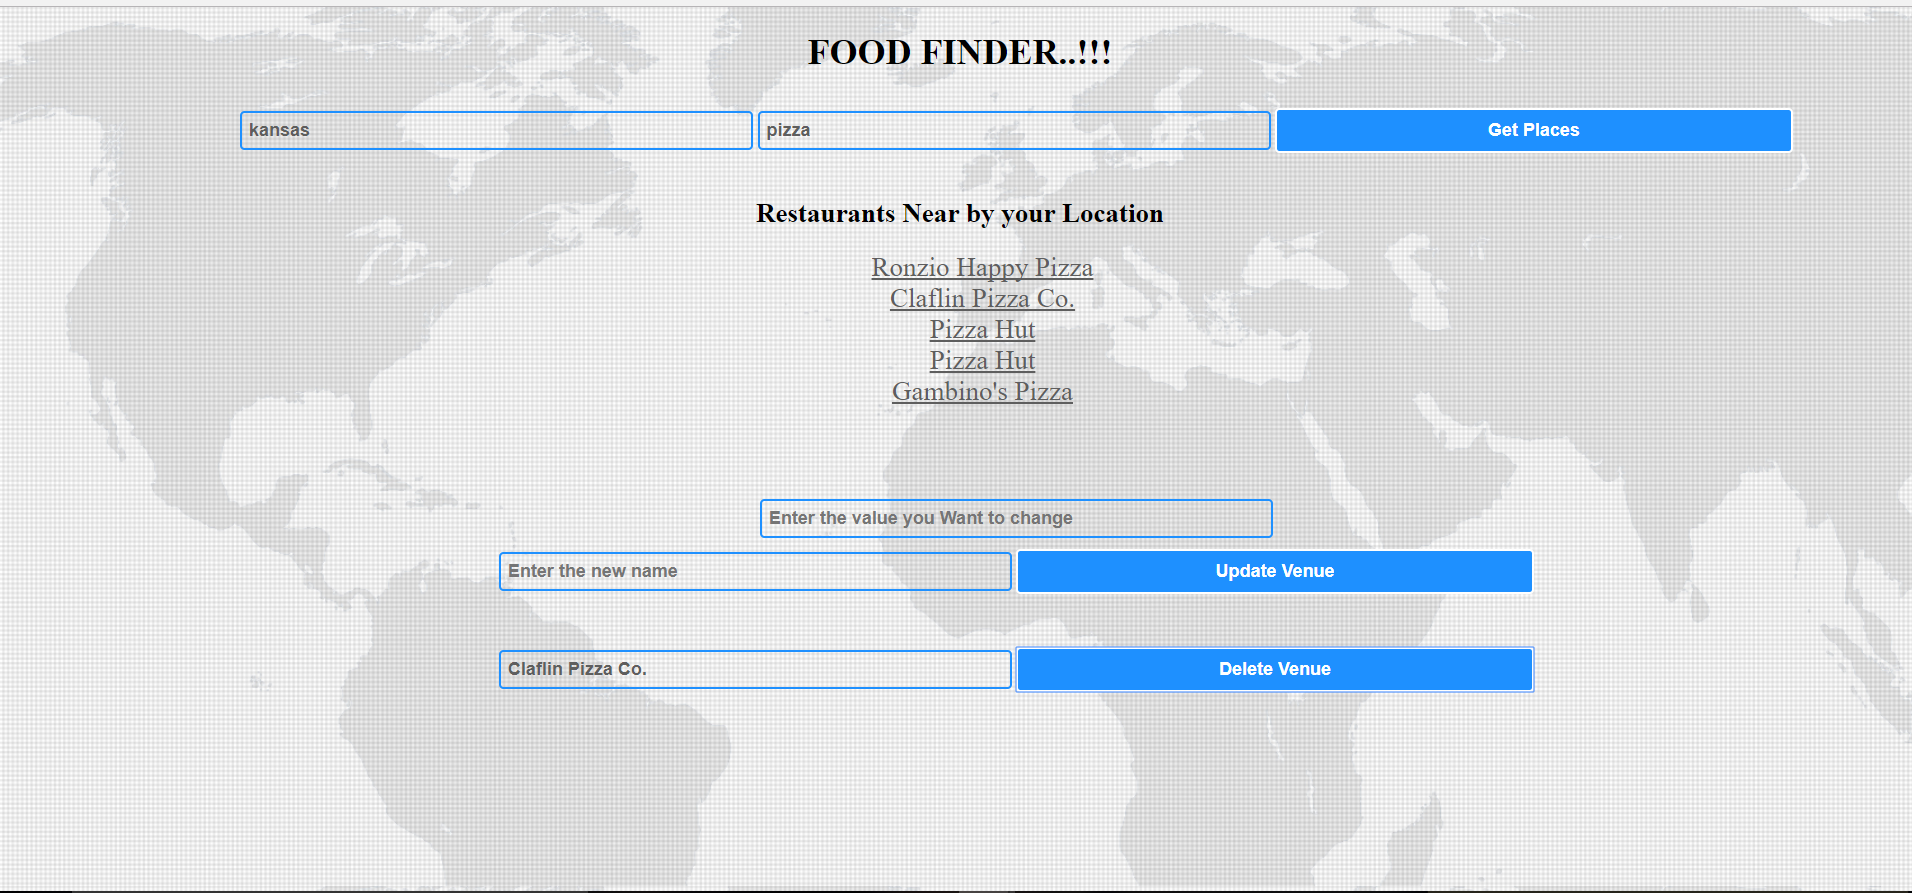 FOOD FINDER..!!!
kansas pizza Get Places
Restaurants Near by your Location
Ronzio Happy Pizza
Claflin Pizza Co.
Pizza Hut
Pizza Hut
Gambino's Pizza
Enter the value you Want to change
Enter the new name Update Venue
Claflin Pizza Co. Delete Venue